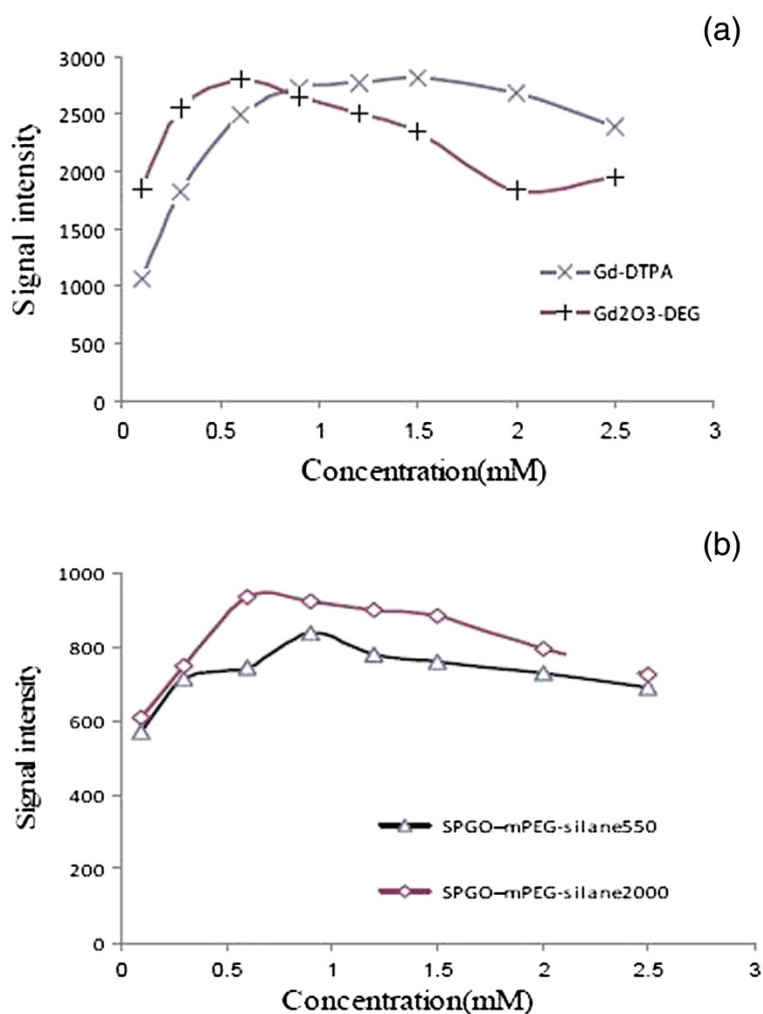 (a)
3000
2500
2000
1500
1000
500
0
Signal intensity
Gd-DTPA
Gd2O3-DEG
0 0.5 1 1.5 2 2.5 3
Concentration(mM)
(b)
1000
800
600
400
200
0
Signal intensity
SPGO-mPEG-silane550
SPGO-mPEG-silane2000
0 0.5 1 1.5 2 2.5 3
Concentration(mM)